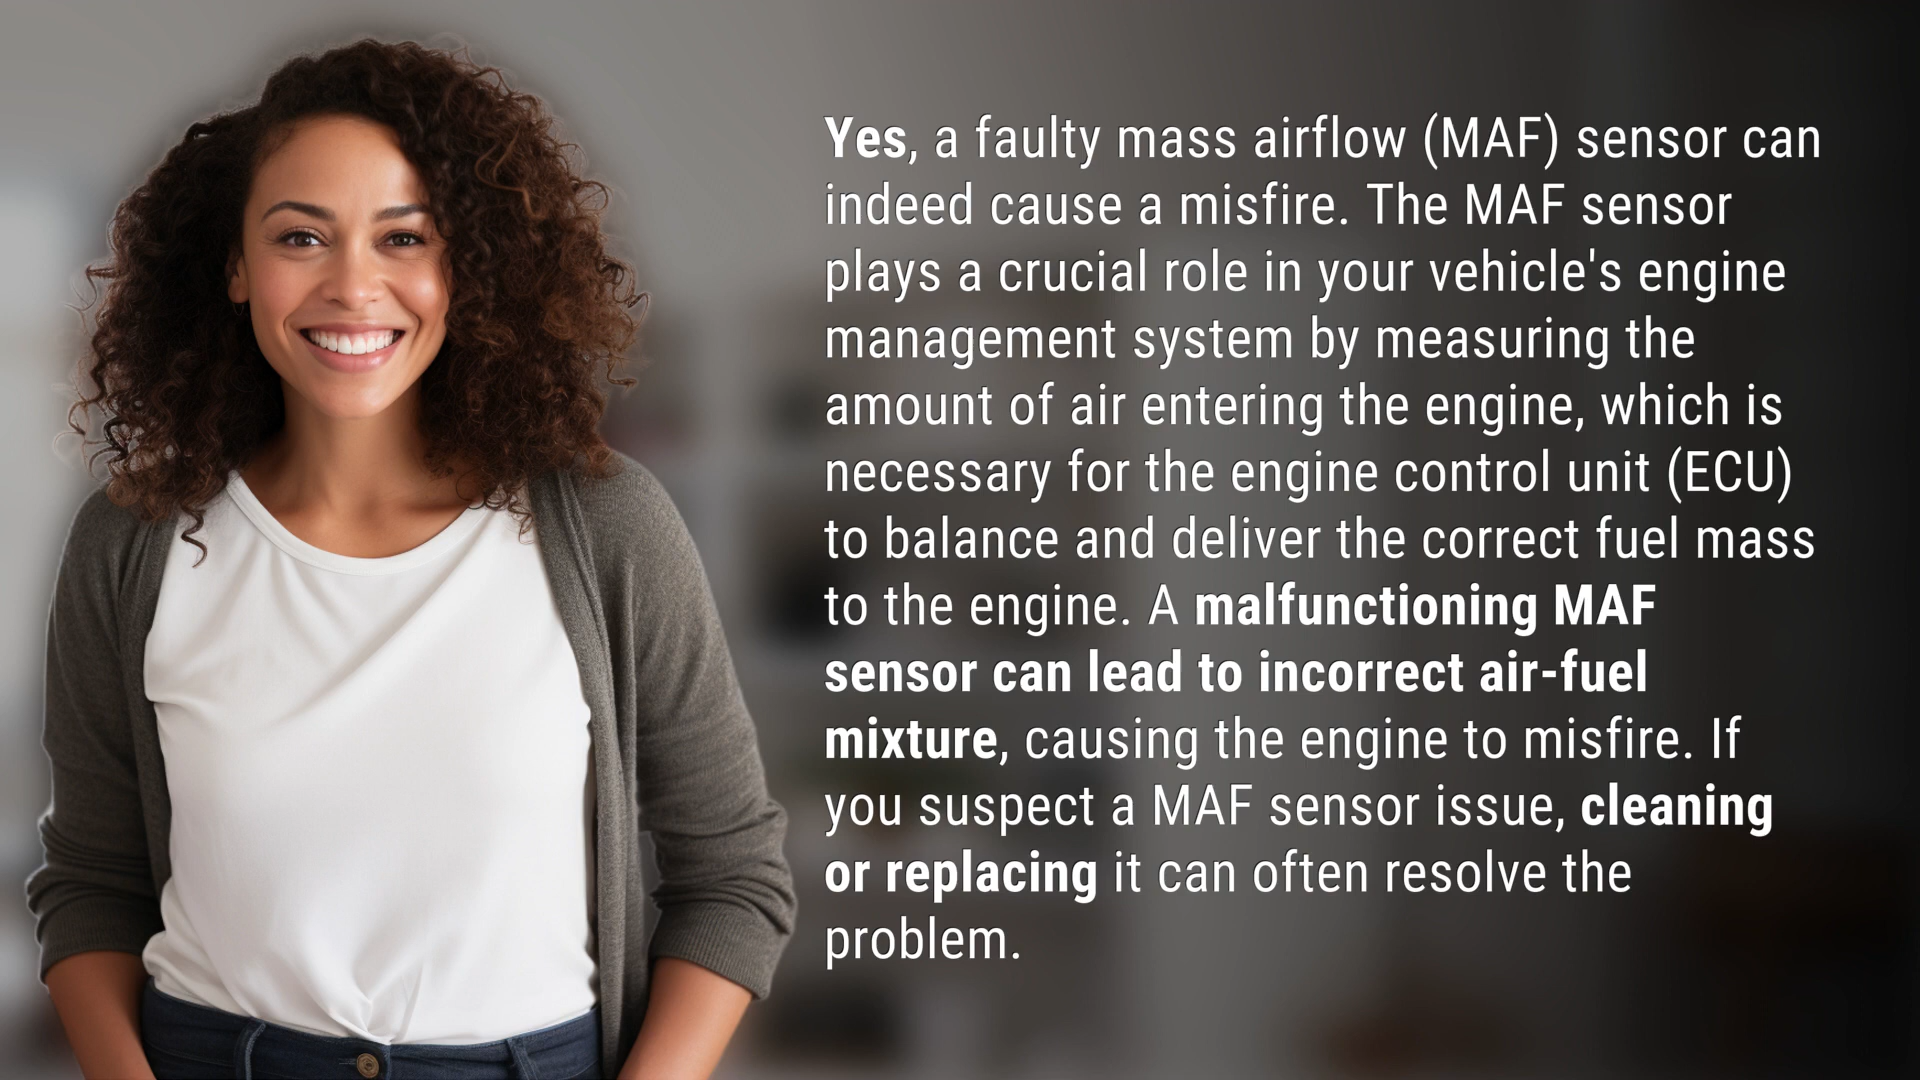 Yes, a faulty mass airflow (MAF) sensor can
indeed cause a misfire. The MAF sensor
plays a crucial role in your vehicle's engine
management system by measuring the
amount of air entering the engine, which is
necessary for the engine control unit (ECU)
to balance and deliver the correct fuel mass
to the engine. A malfunctioning MAF
sensor can lead to incorrect air-fuel
mixture, causing the engine to misfire. If
you suspect a MAF sensor issue, cleaning
or replacing it can often resolve the
problem.